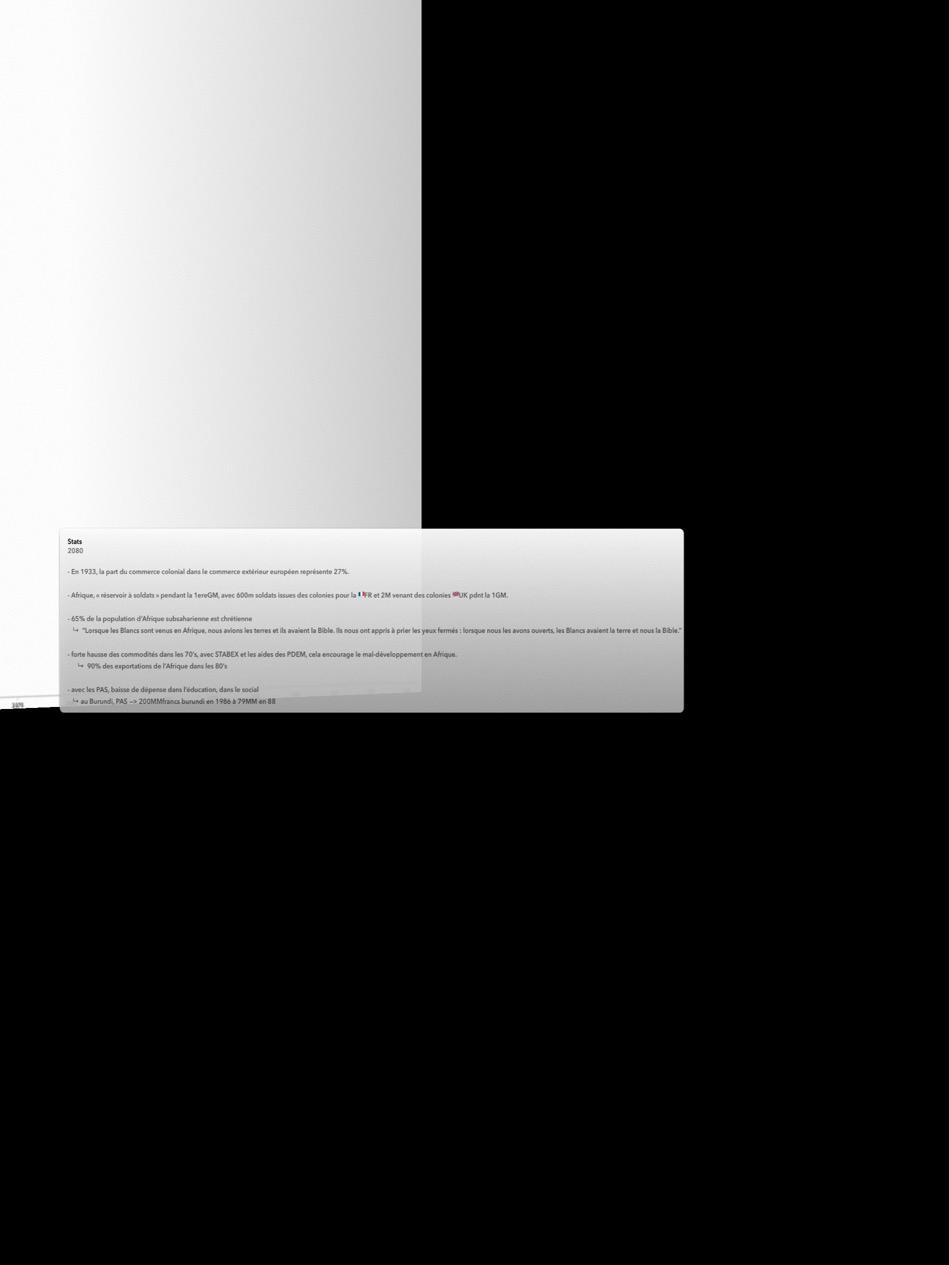 Stats
2080
- En 1933, la part du commerce colonial dans le commerce extérieur européen représente 27%.
- Afrique, « réservoir à soldats » pendant la 1ereGM, avec 600m soldats issues des colonies pour la 🇫🇷FR et 2M venant des colonies 🇬🇧UK pdnt la 1GM.
- 65% de la population d'Afrique subsaharienne est chrétienne
↳ "Lorsque les Blancs sont venus en Afrique, nous avions les terres et ils avaient la Bible. Ils nous ont appris à prier les yeux fermés : lorsque nous les avons ouverts, les Blancs avaient la terre et nous la Bible."
- forte hausse des commodités dans les 70's, avec STABEX et les aides des PDEM, cela encourage le mal-développement en Afrique.
↳ 90% des exportations de l'Afrique dans les 80's
- avec les PAS, baisse de dépense dans l'éducation, dans le social
↳ au Burundi, PAS –> 200MMfrancs burundi en 1986 à 79MM en 88